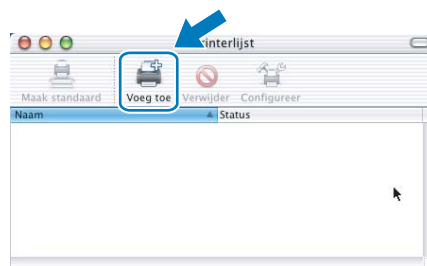 rinterlijst
Maak standaard Voeg toe Verwijder Configureer
Naam Status